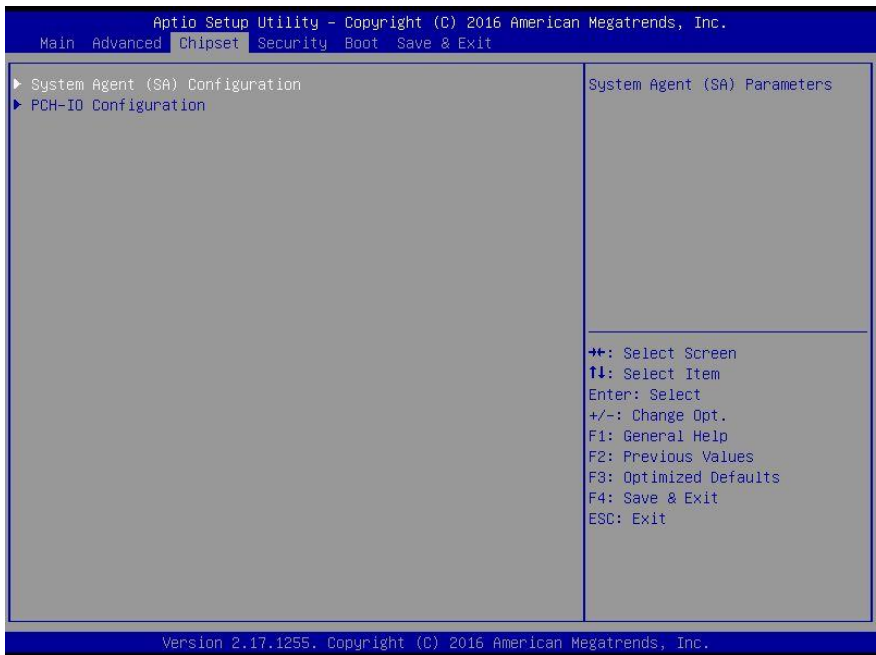 Aptio Setup Utility – Copyright (C) 2016 American Megatrends, Inc.
Main Advanced Chipset Security Boot Save & Exit
System Agent (SA) Configuration
PCH-IO Configuration
System Agent (SA) Parameters
→←: Select Screen
↑↓: Select Item
Enter: Select
+/-: Change Opt.
F1: General Help
F2: Previous Values
F3: Optimized Defaults
F4: Save & Exit
ESC: Exit
Version 2.17.1255. Copyright (C) 2016 American Megatrends, Inc.